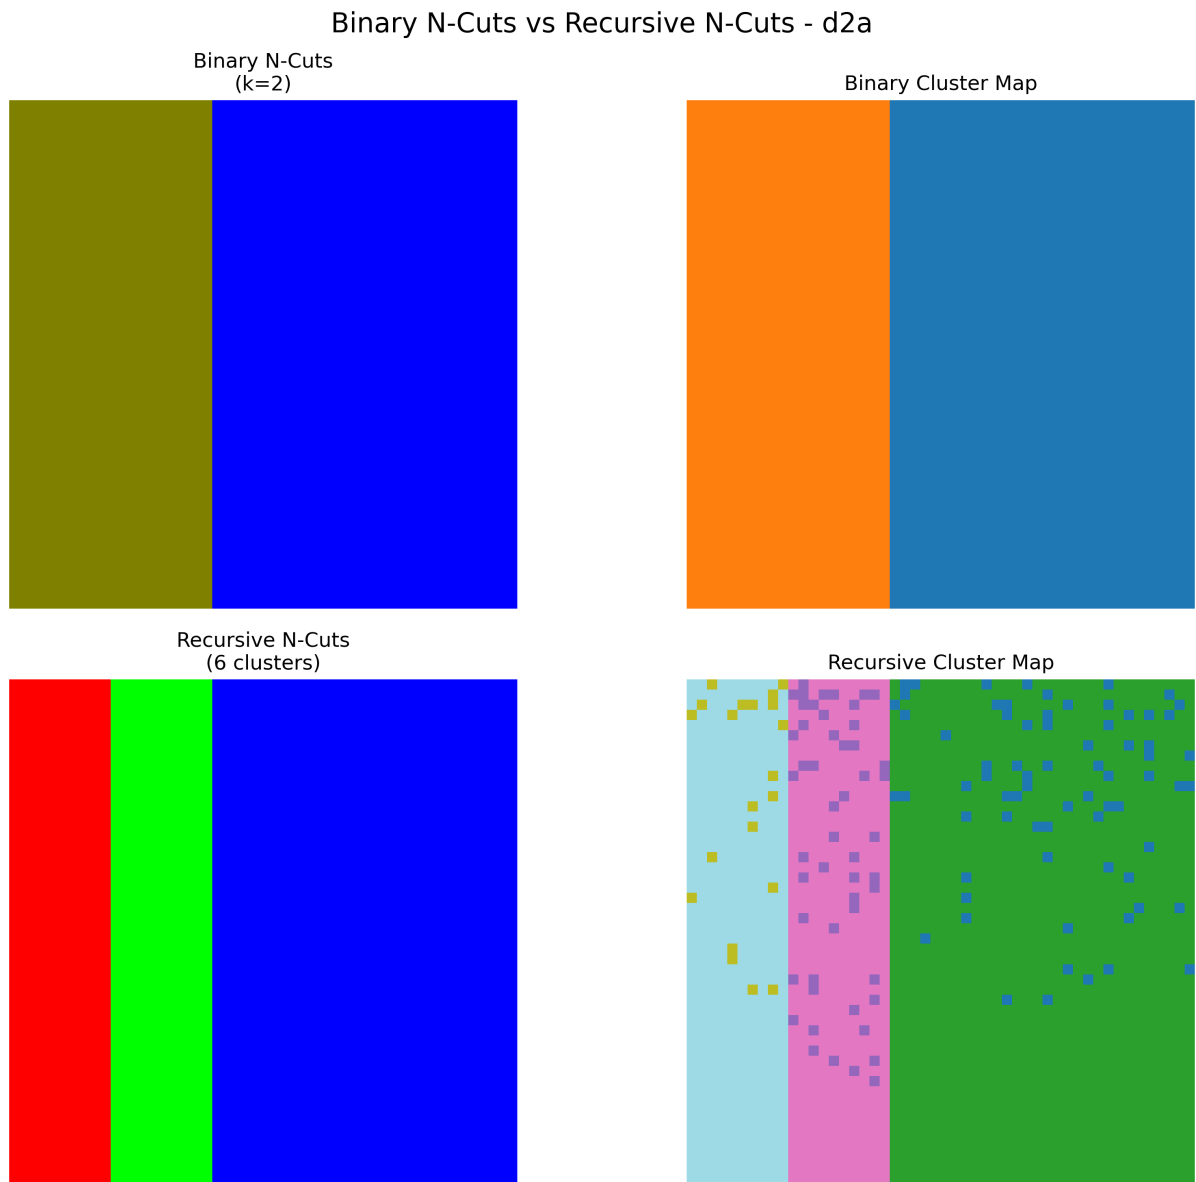 Binary N-Cuts vs Recursive N-Cuts - d2a
Binary N-Cuts
(k=2)
Binary Cluster Map
Recursive N-Cuts
(6 clusters)
Recursive Cluster Map